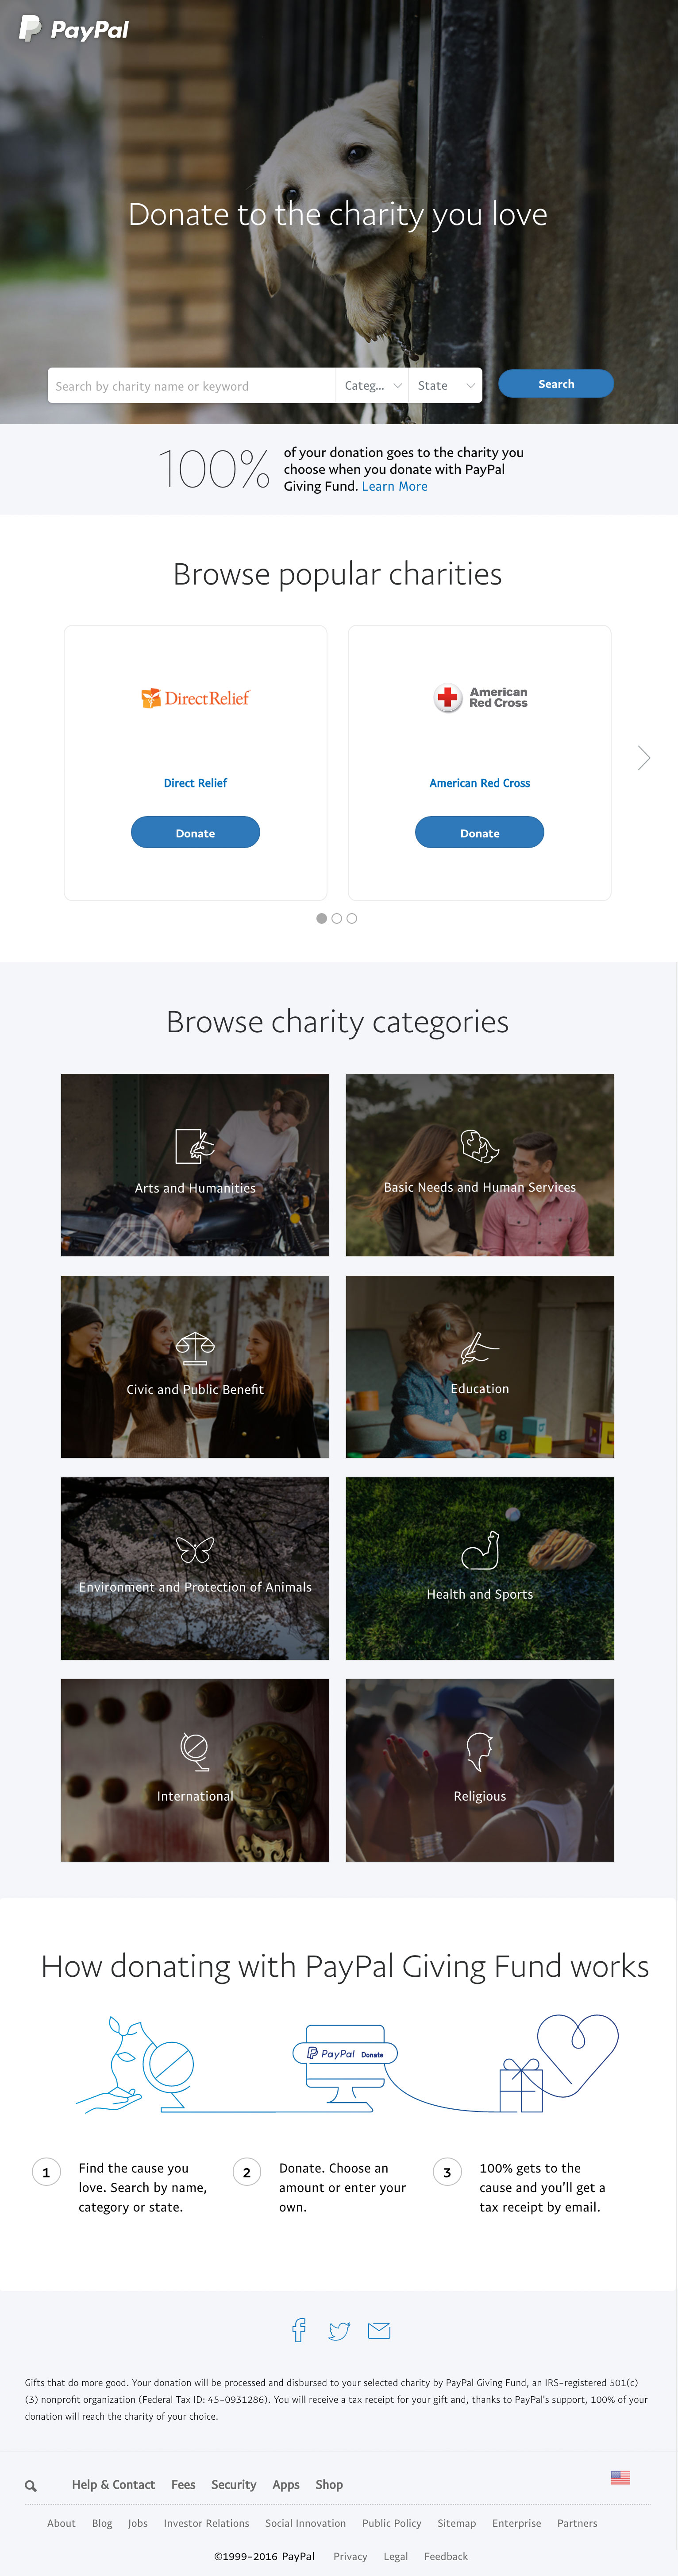 PayPal
Donate to the charity you love
Search by charity name or keyword
Categ...
State
Search
100%
of your donation goes to the charity you
choose when you donate with PayPal
Giving Fund. Learn More
Browse popular charities
DirectRelief
American
Red Cross
Direct Relief
American Red Cross
Donate
Donate
Browse charity categories
Arts and Humanities
Basic Needs and Human Services
Civic and Public Benefit
Education
8
Environment and Protection of Animals
Health and Sports
International
Religious
How donating with PayPal Giving Fund works
PayPal Donate
1
Find the cause you
love. Search by name,
category or state.
2
Donate. Choose an
amount or enter your
own.
3
100% gets to the
cause and you'll get a
tax receipt by email.
Gifts that do more good. Your donation will be processed and disbursed to your selected charity by PayPal Giving Fund, an IRS-registered 501(c)
(3) nonprofit organization (Federal Tax ID: 45-0931286). You will receive a tax receipt for your gift and, thanks to PayPal's support, 100% of your
donation will reach the charity of your choice.
Help & Contact Fees Security Apps Shop
About Blog Jobs Investor Relations Social Innovation Public Policy Sitemap Enterprise Partners
©1999-2016 PayPal Privacy Legal Feedback